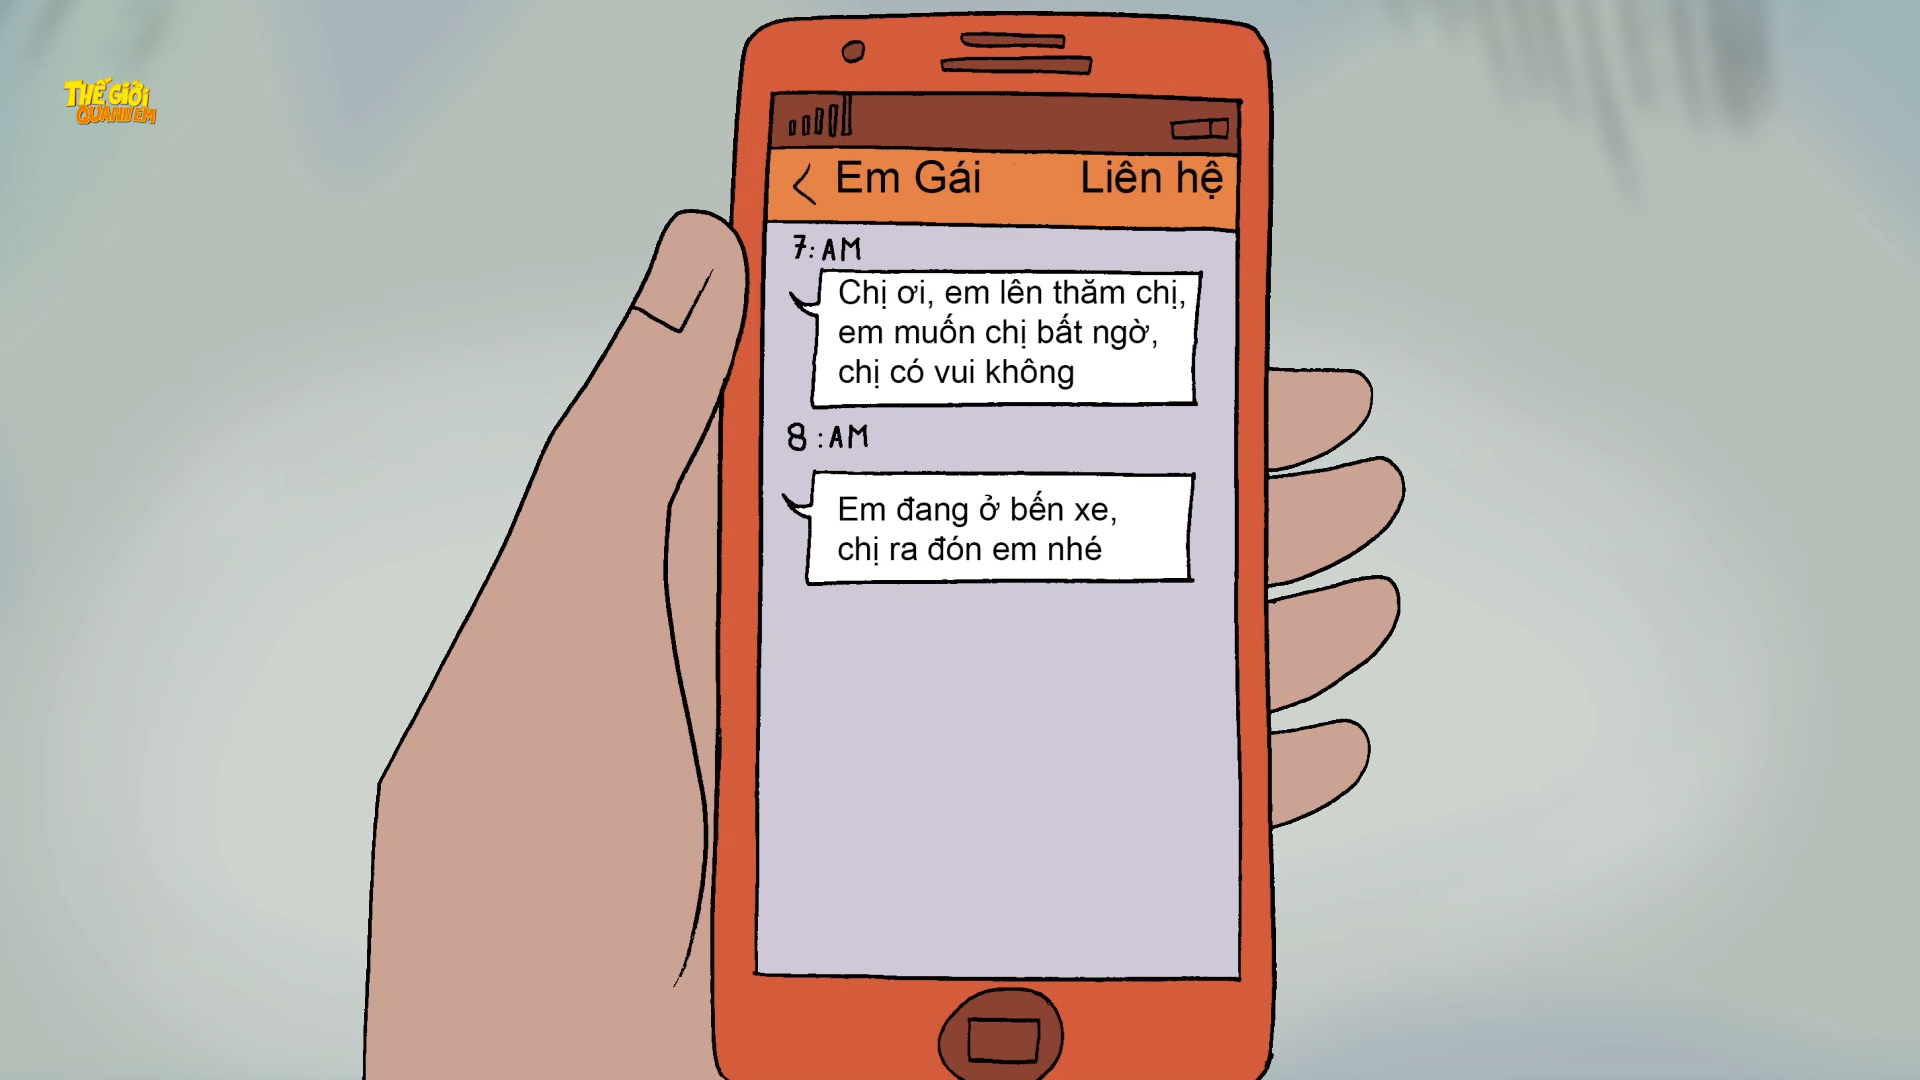 THẾ GIỚI
QUANH EM
< Em Gái Liên hệ
7: AM
Chị ơi, em lên thăm chị,
em muốn chị bất ngờ,
chị có vui không
8 : AM
Em đang ở bến xe,
chị ra đón em nhé